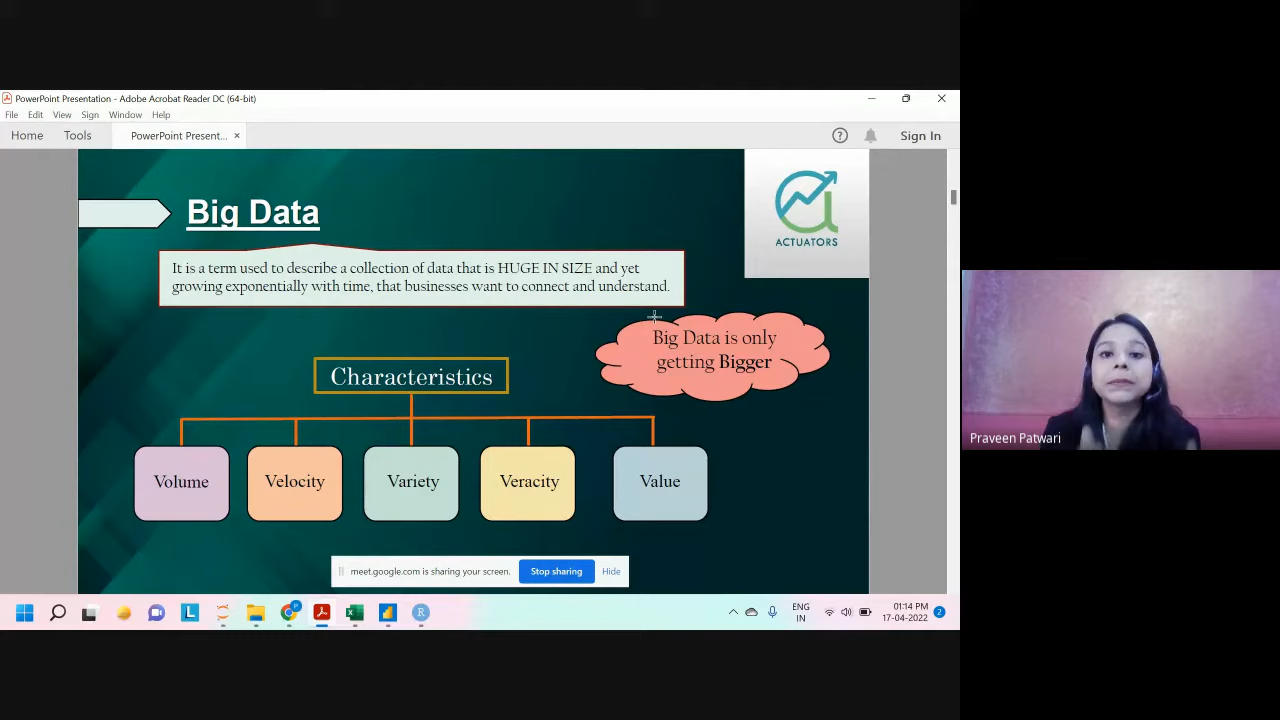 PowerPoint Presentation - Adobe Acrobat Reader DC (64-bit)
File Edit View Sign Window Help
Home Tools PowerPoint Present... × Sign In
Big Data
ACTUATORS
It is a term used to describe a collection of data that is HUGE IN SIZE and yet
growing exponentially with time, that businesses want to connect and understand.
Big Data is only
getting Bigger
Characteristics
Volume Velocity Variety Veracity Value
meet.google.com is sharing your screen. Stop sharing Hide
Praveen Patwari
ENG
IN
01:14 PM
17-04-2022
2